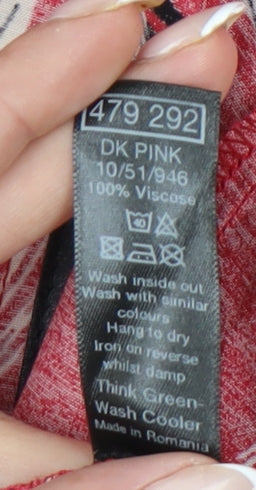 479 292
DK PINK
10/51/946
100% Viscose
40
Wash inside out
Wash with similar
colours
Hang to dry
Iron on reverse
whilst damp
Think Green-
Wash Cooler
Made in Romania